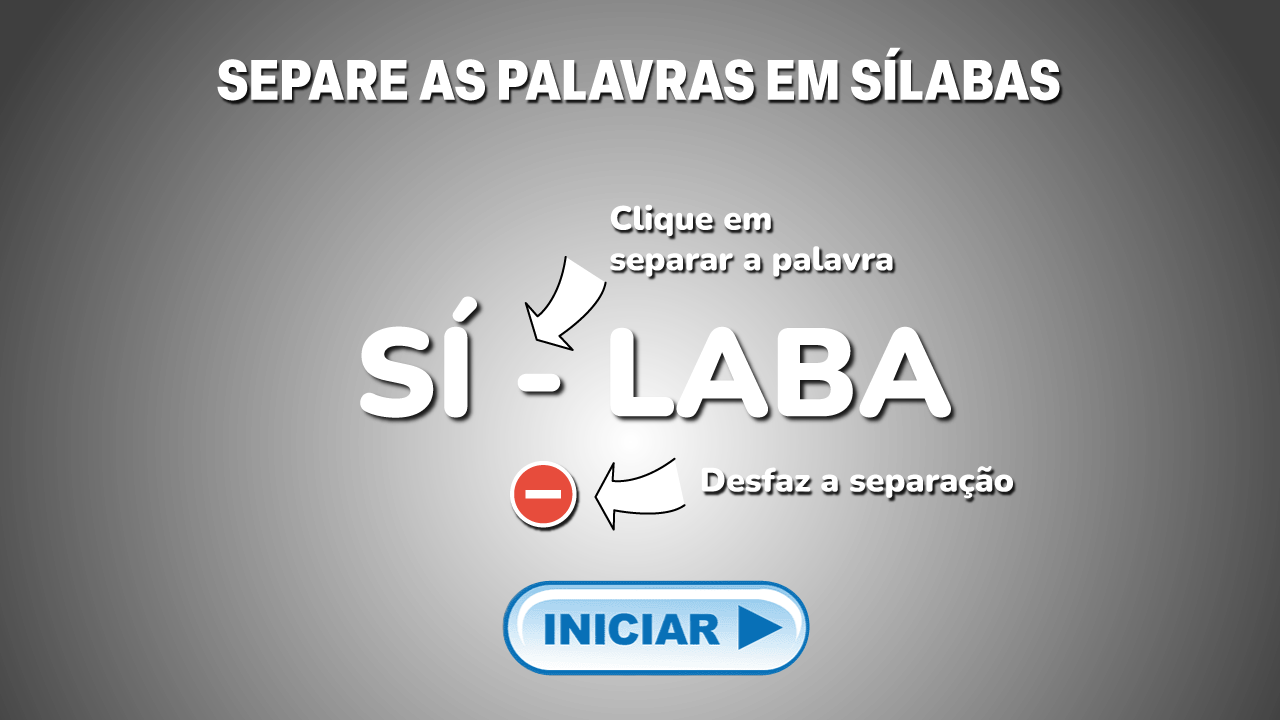 SEPARE AS PALAVRAS EM SÍLABAS
Clique em
separar a palavra
SÍ - LABA
Desfaz a separação
INICIAR